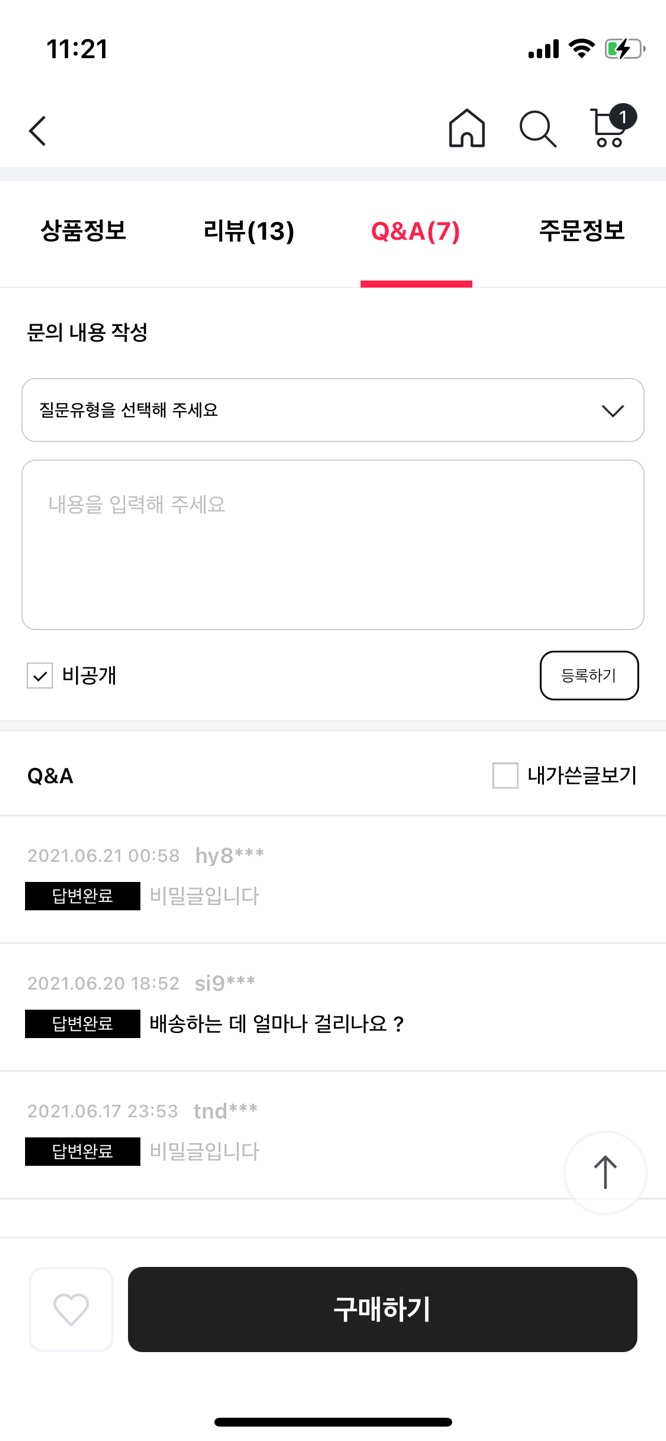 11:21
1
상품정보 리뷰(13) Q&A(7) 주문정보
문의 내용 작성
질문유형을 선택해 주세요
내용을 입력해 주세요
비공개 등록하기
Q&A 내가쓴글보기
2021.06.21 00:58 hy8***
답변완료 비밀글입니다
2021.06.20 18:52 si9***
답변완료 배송하는 데 얼마나 걸리나요 ?
2021.06.17 23:53 tnd***
답변완료 비밀글입니다
구매하기